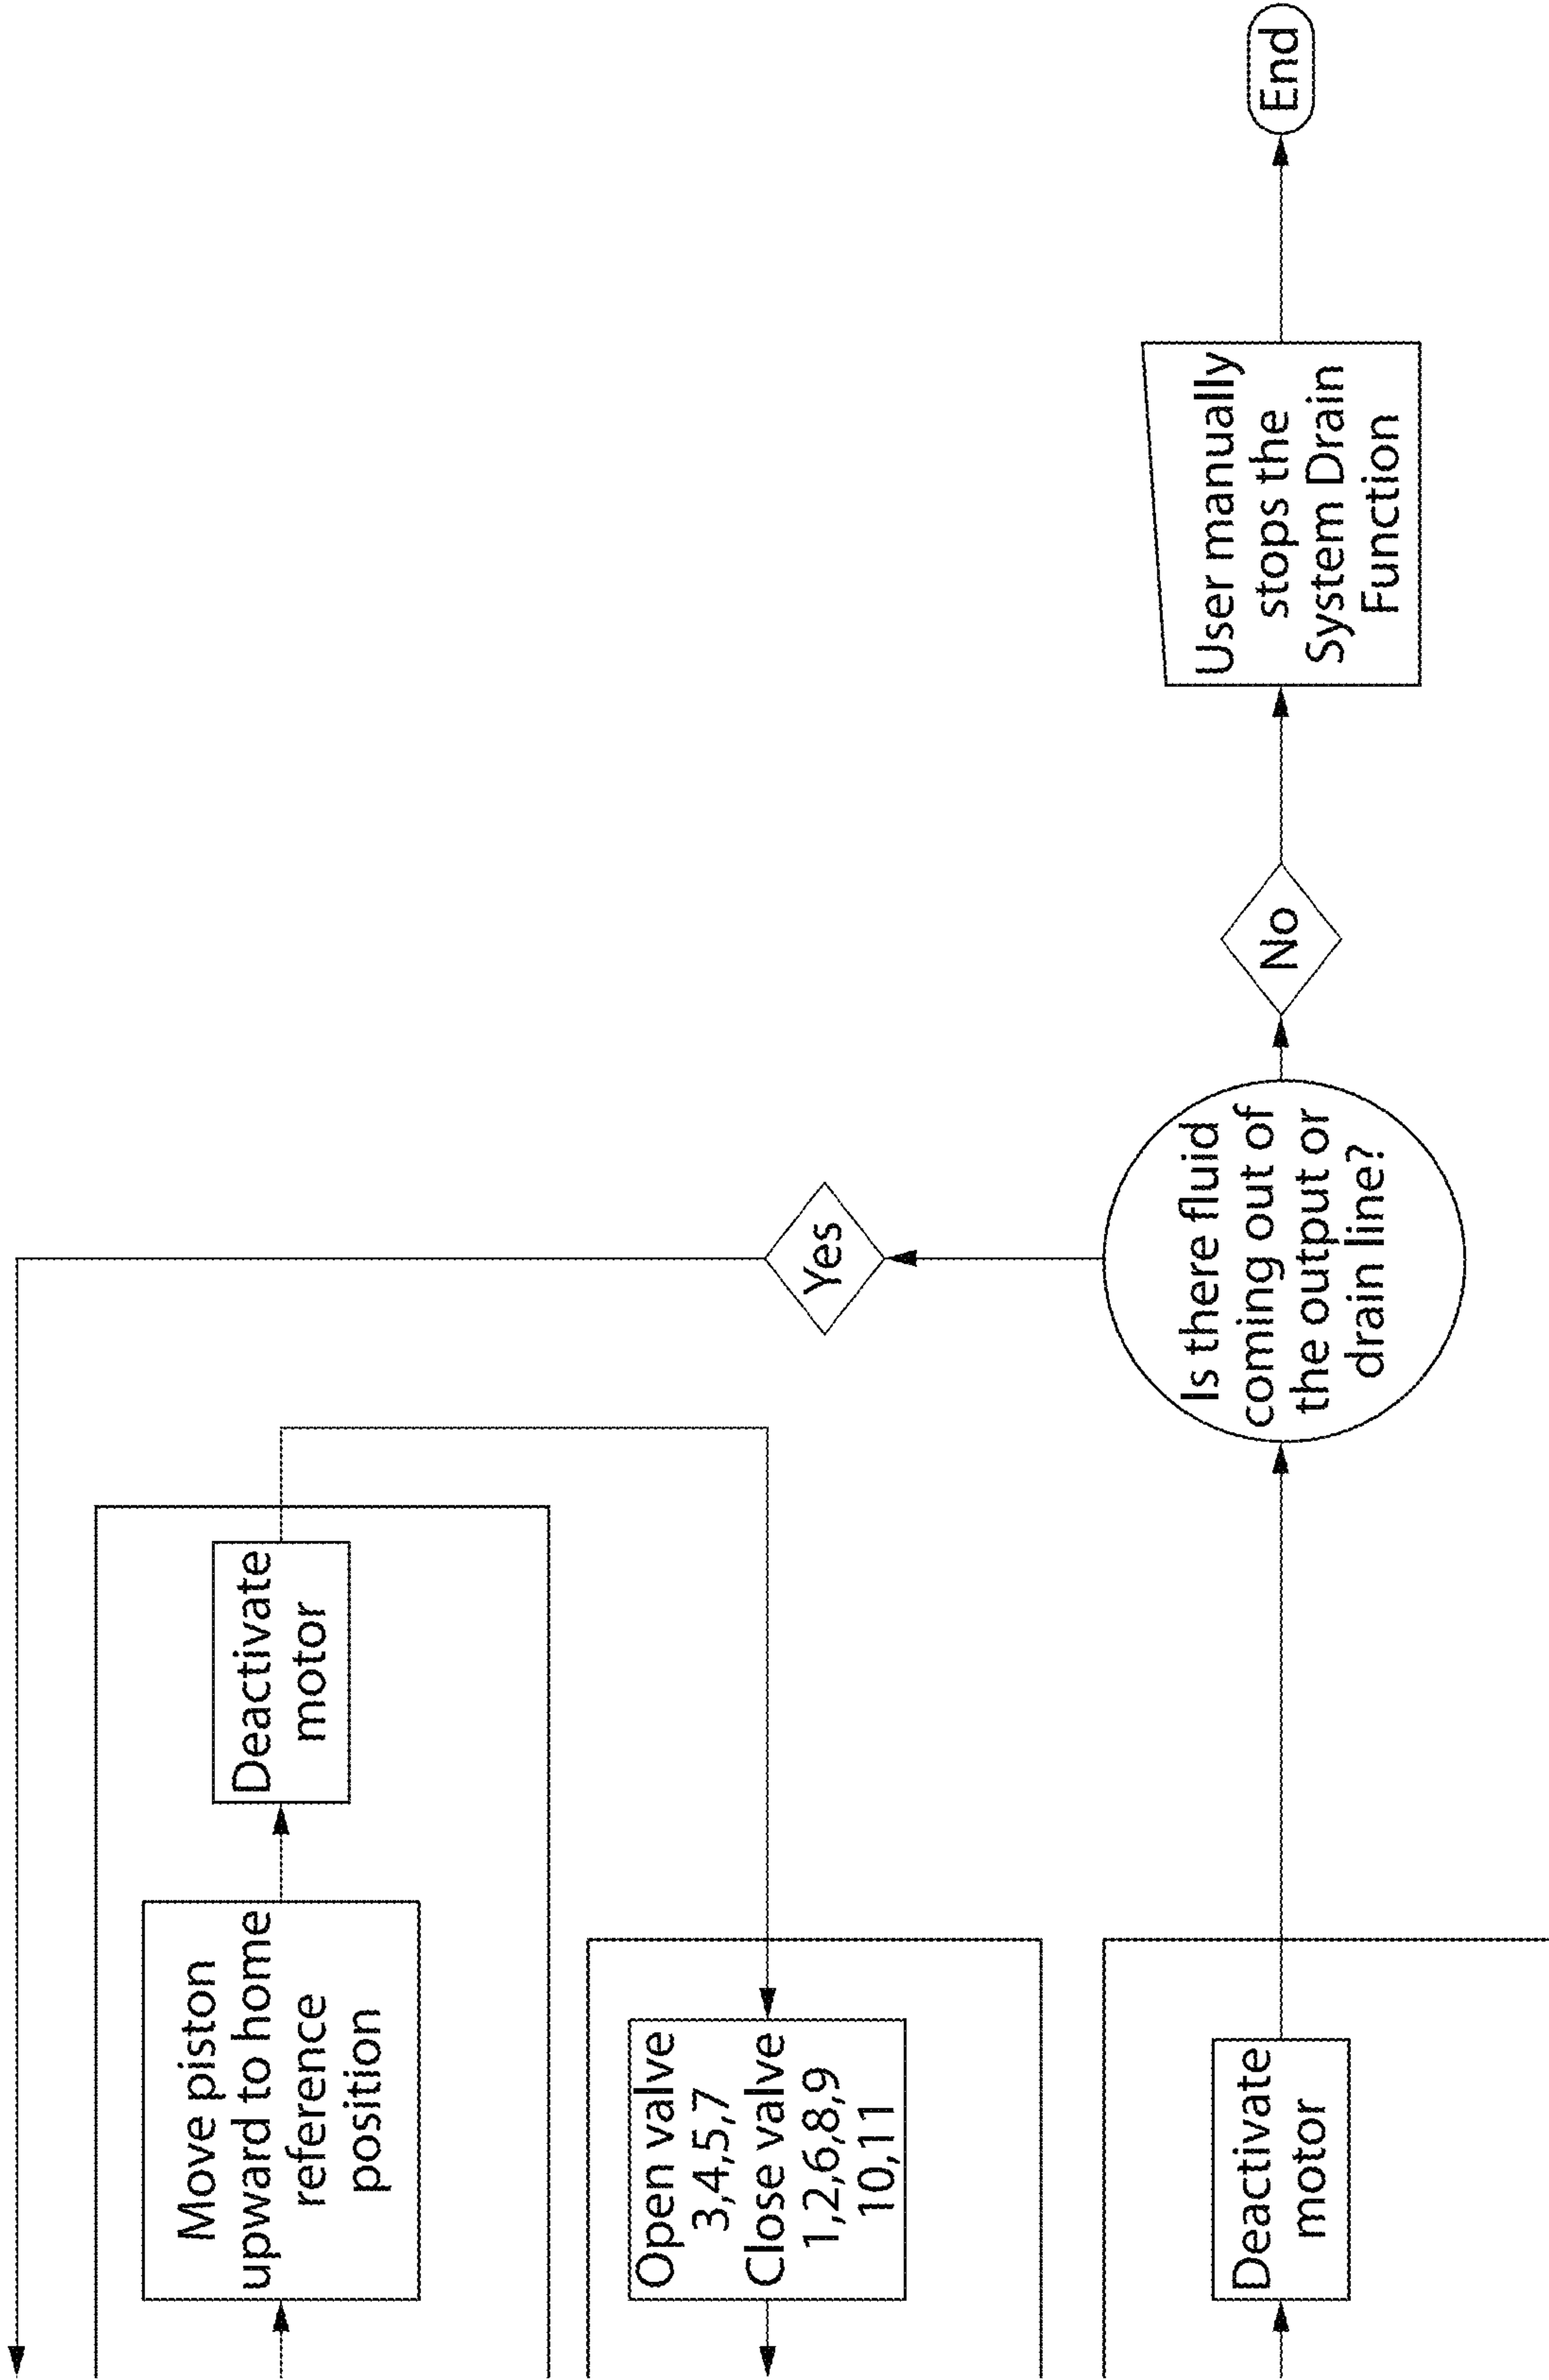 Move piston
upward to home
reference
position
Deactivate
motor
Open valve
3,4,5,7
Close valve
1,2,6,8,9
10,11
Yes
Deactivate
motor
Is there fluid
coming out of
the output or
drain line?
No
User manually
stops the
System Drain
Function
End